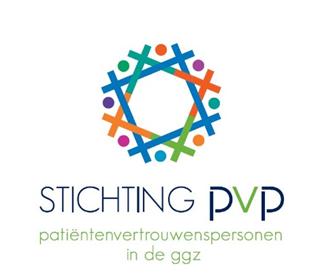 STICHTING pvp
patiëntenvertrouwenspersonen
in de ggz